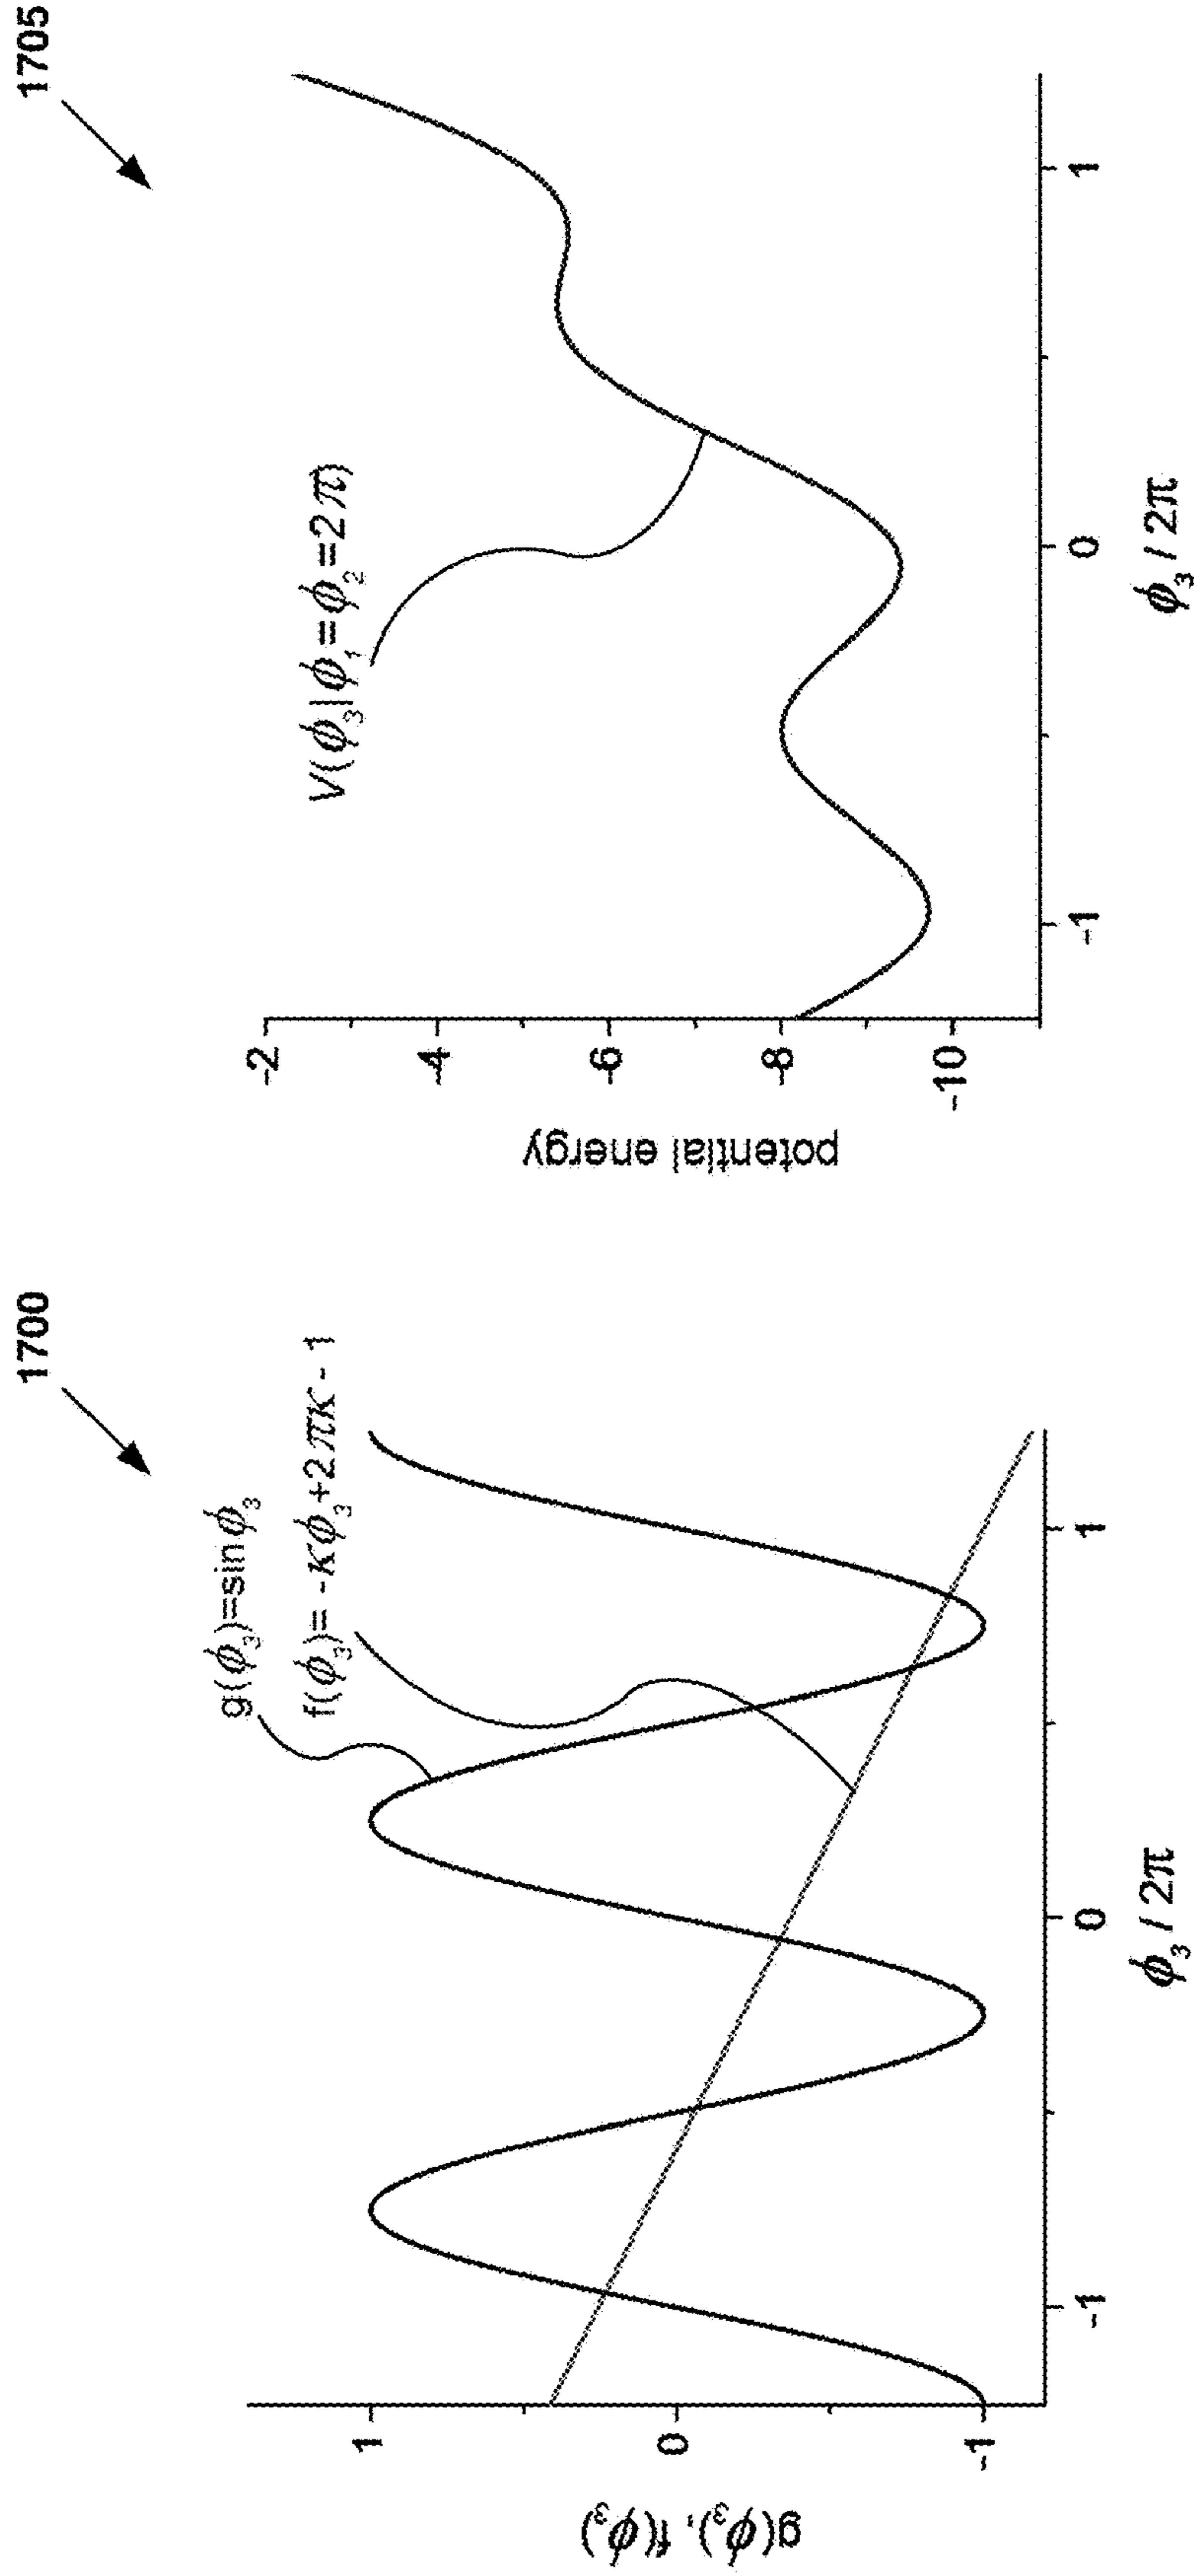 1700
g(ϕ₃)=sinϕ₃
f(ϕ₃)= -κϕ₃+2πκ - 1
g(ϕ₃), f(ϕ₃)
1
0
-1
-1
0
1
ϕ₃ / 2π
1705
V(ϕ₃|ϕ₁=ϕ₂=2π)
potential energy
-2
-4
-6
-8
-10
-1
0
1
ϕ₃ / 2π